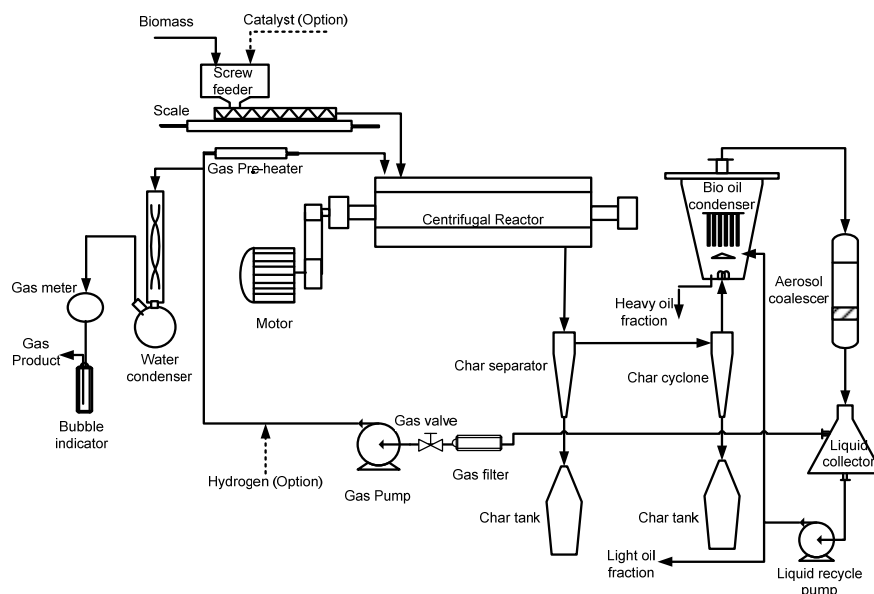 Biomass
Catalyst (Option)
Screw
feeder
Scale
Gas Pre-heater
Centrifugal Reactor
Bio oil
condenser
Gas meter
Motor
Heavy oil
fraction
Aerosol
coalescer
Gas
Product
Water
condenser
Char separator
Char cyclone
Bubble
indicator
Gas valve
Liquid
collector
Hydrogen (Option)
Gas Pump
Gas filter
Char tank
Char tank
Light oil
fraction
Liquid recycle
pump